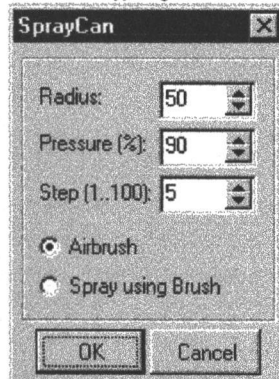 SprayCan
Radius: 50
Pressure (%): 90
Step (1..100): 5
Airbrush
Spray using Brush
OK Cancel